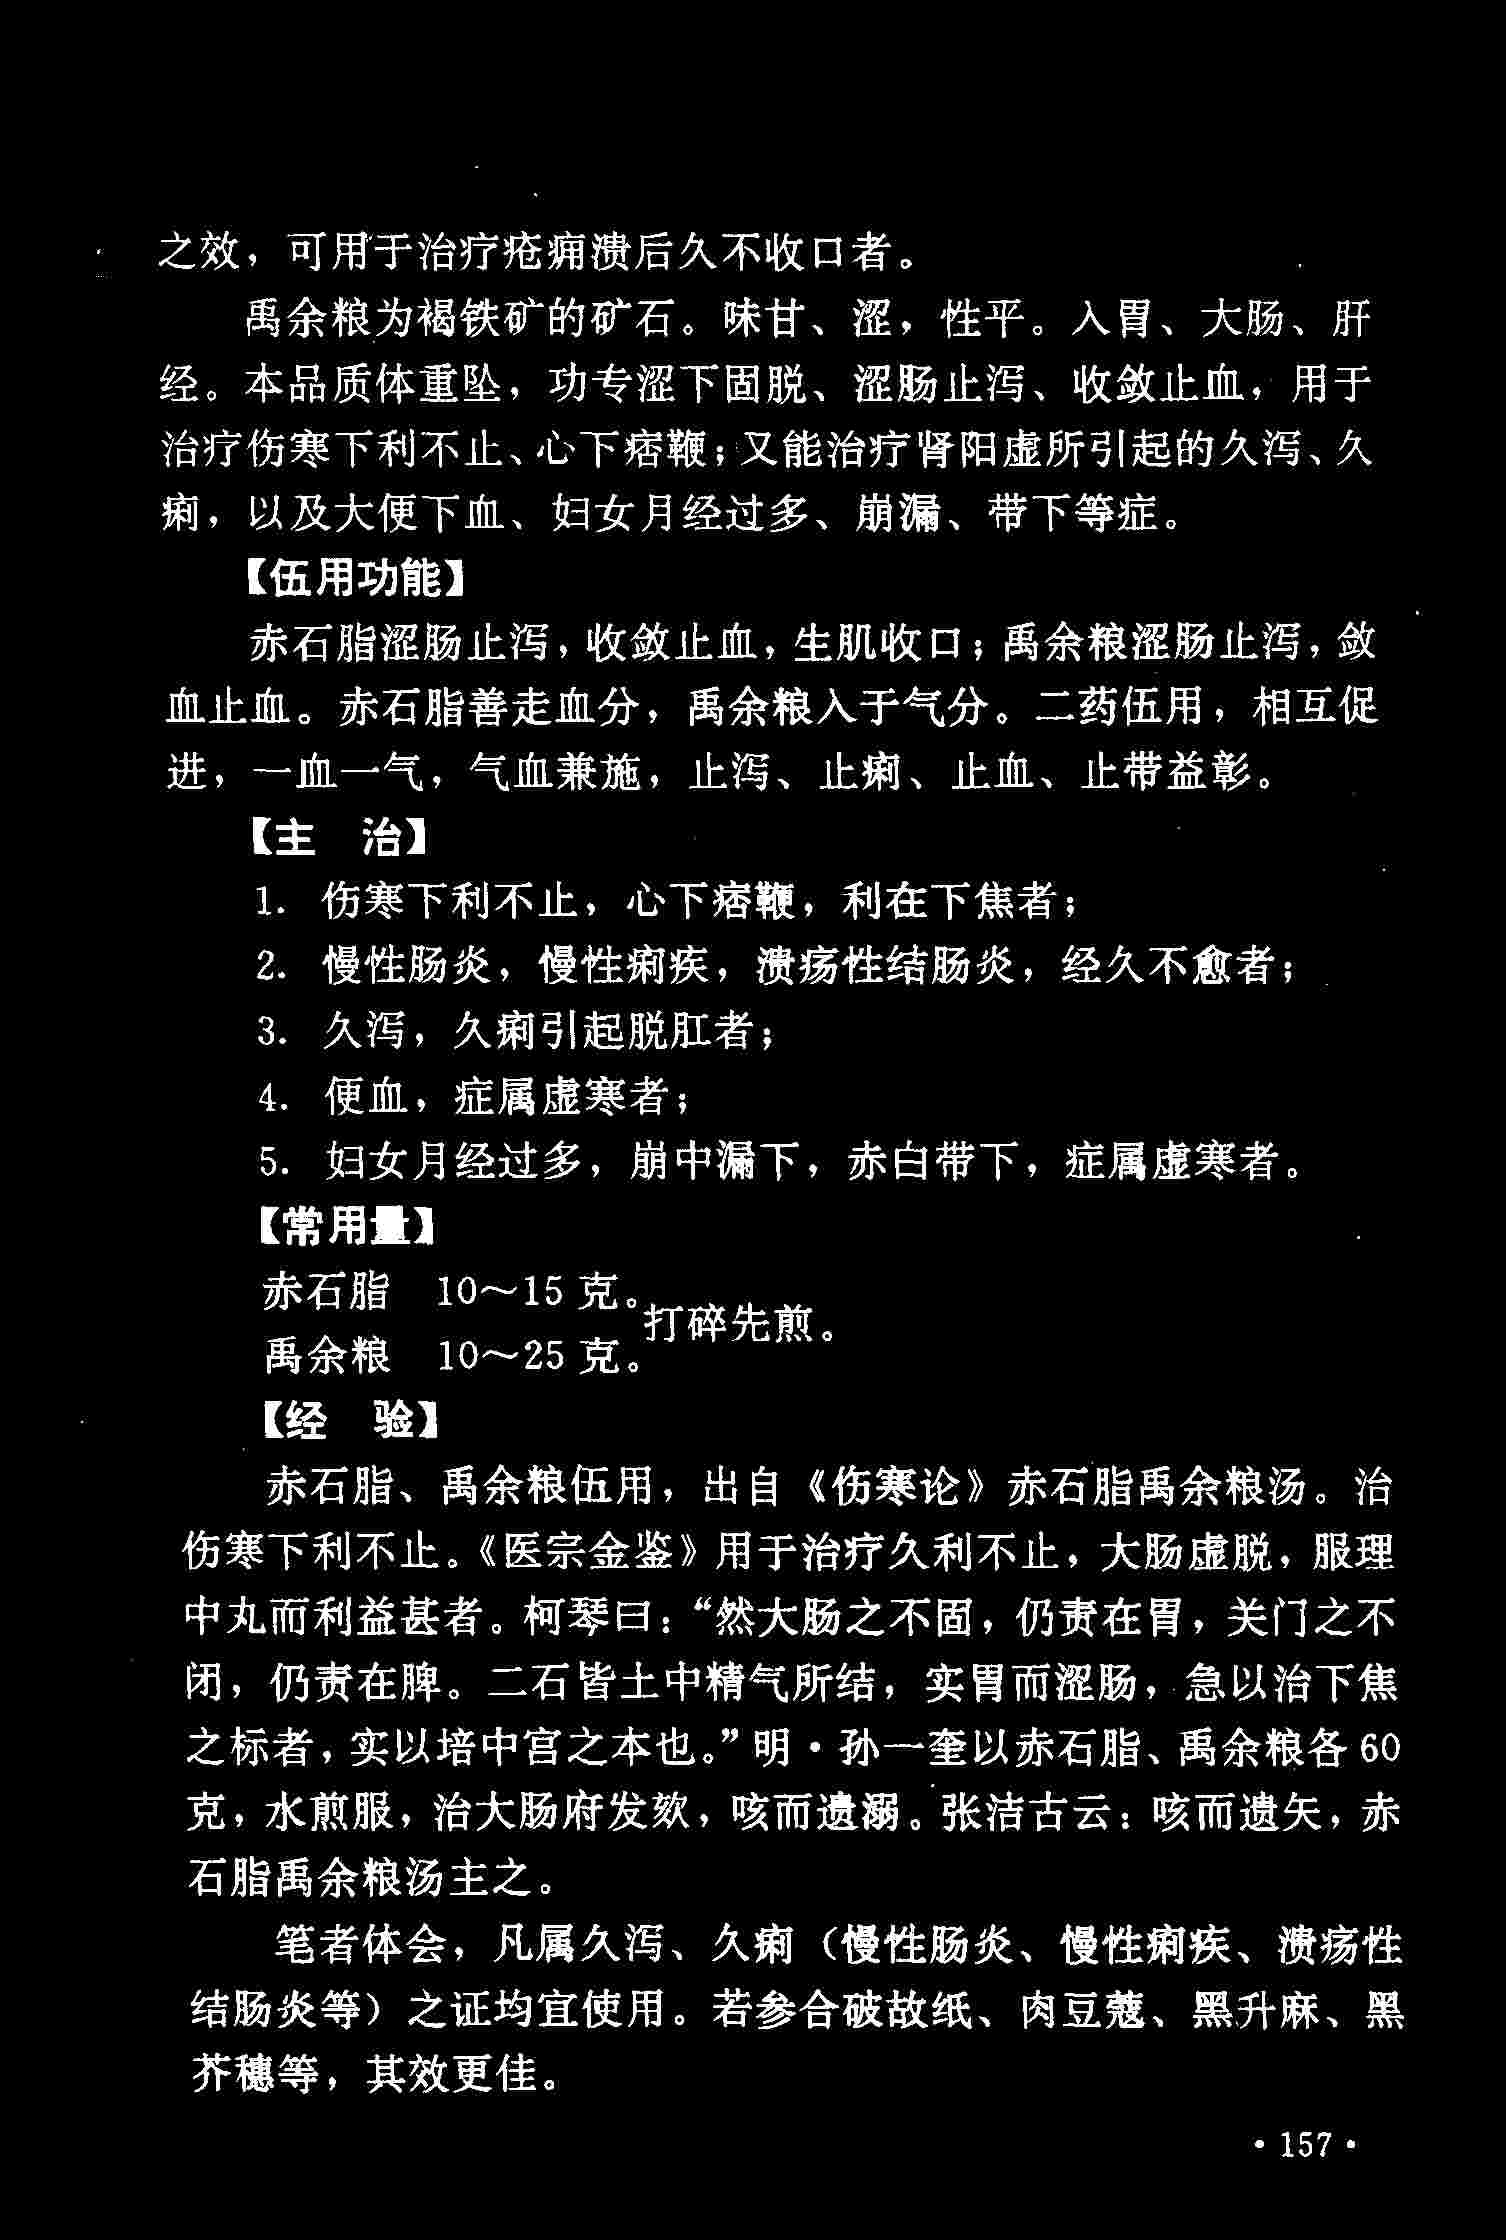 之效，可用于治疗疮痈溃后久不收口者。
禹余粮为褐铁矿的矿石。味甘、涩，性平。入胃、大肠、肝
经。本品质体重坠，功专涩下固脱、涩肠止泻、收敛止血，用于
治疗伤寒下利不止、心下痞鞕；又能治疗肾阳虚所引起的久泻、久
痢，以及大便下血、妇女月经过多、崩漏、带下等症。
【伍用功能】
赤石脂涩肠止泻，收敛止血，生肌收口；禹余粮涩肠止泻，敛
血止血。赤石脂善走血分，禹余粮入于气分。二药伍用，相互促
进，一血一气，气血兼施，止泻、止痢、止血、止带益彰。
【主　治】
1. 伤寒下利不止，心下痞鞕，利在下焦者；
2. 慢性肠炎，慢性痢疾，溃疡性结肠炎，经久不愈者；
3. 久泻，久痢引起脱肛者；
4. 便血，症属虚寒者；
5. 妇女月经过多，崩中漏下，赤白带下，症属虚寒者。
【常用量】
赤石脂　10～15 克。
禹余粮　10～25 克。
打碎先煎。
【经　验】
赤石脂、禹余粮伍用，出自《伤寒论》赤石脂禹余粮汤。治
伤寒下利不止。《医宗金鉴》用于治疗久利不止，大肠虚脱，服理
中丸而利益甚者。柯琴曰：“然大肠之不固，仍责在胃，关门之不
闭，仍责在脾。二石皆土中精气所结，实胃而涩肠，急以治下焦
之标者，实以培中宫之本也。”明·孙一奎以赤石脂、禹余粮各 60
克，水煎服，治大肠府发欬，咳而遗溺。张洁古云：咳而遗矢，赤
石脂禹余粮汤主之。
笔者体会，凡属久泻、久痢（慢性肠炎、慢性痢疾、溃疡性
结肠炎等）之证均宜使用。若参合破故纸、肉豆蔻、黑升麻、黑
芥穗等，其效更佳。
·157·